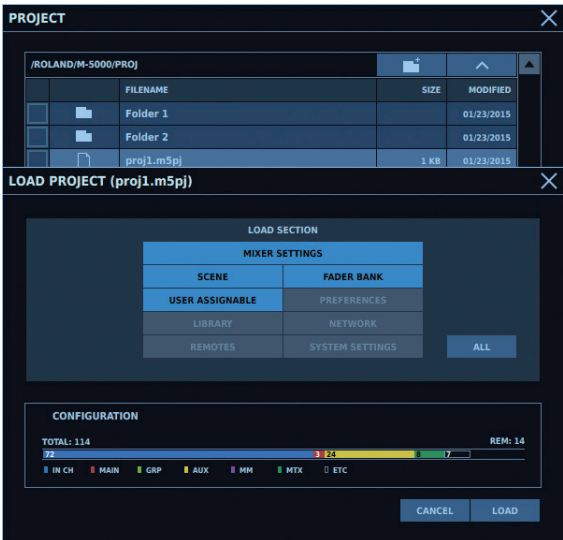 PROJECT
/ROLAND/M-5000/PROJ
FILENAME SIZE MODIFIED
Folder 1 01/23/2015
Folder 2 01/23/2015
proj1.m5pj 1 KB 01/23/2015
LOAD PROJECT (proj1.m5pj)
LOAD SECTION
MIXER SETTINGS
SCENE FADER BANK
USER ASSIGNABLE PREFERENCES
LIBRARY NETWORK
REMOTES SYSTEM SETTINGS ALL
CONFIGURATION
TOTAL: 114 REM: 14
72 3 24 8 7
IN CH MAIN GRP AUX MM MTX ETC
CANCEL LOAD